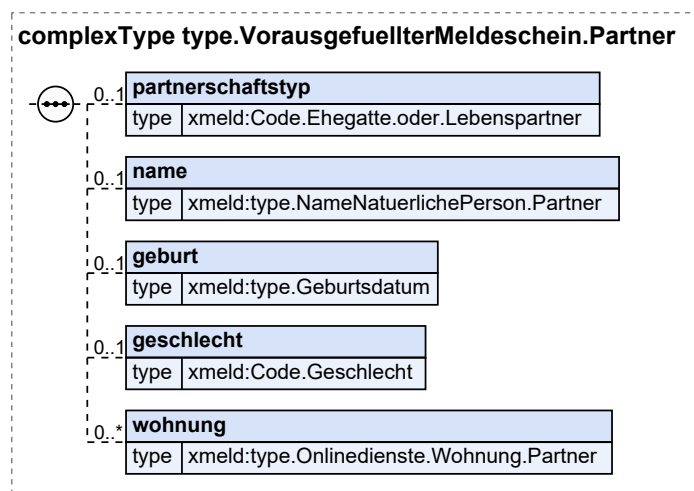 complexType type.VorausgefuellterMeldeschein.Partner
0..1 partnerschaftstyp
type xmeld:Code.Ehegatte.oder.Lebenspartner
0..1 name
type xmeld:type.NameNatuerlichePerson.Partner
0..1 geburt
type xmeld:type.Geburtsdatum
0..1 geschlecht
type xmeld:Code.Geschlecht
0..* wohnung
type xmeld:type.Onlinedienste.Wohnung.Partner